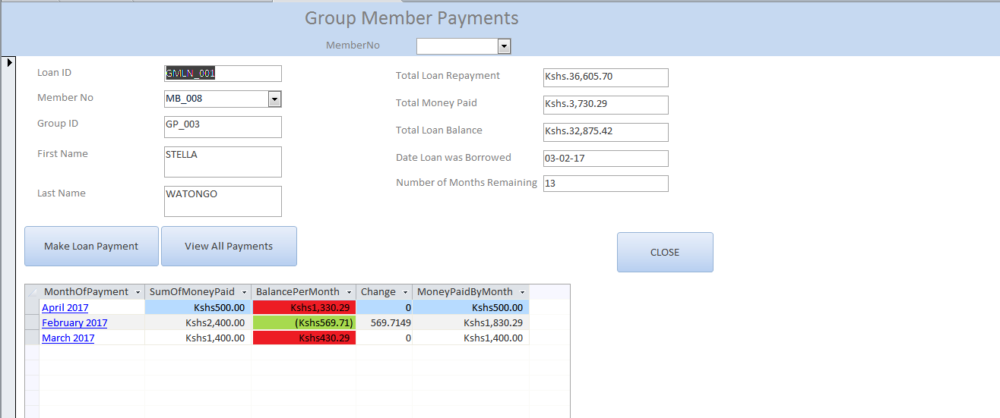 Group Member Payments
MemberNo
Loan ID GMLN_001
Member No MB_008
Group ID GP_003
First Name STELLA
Last Name WATONGO
Total Loan Repayment Kshs.36,605.70
Total Money Paid Kshs.3,730.29
Total Loan Balance Kshs.32,875.42
Date Loan was Borrowed 03-02-17
Number of Months Remaining 13
Make Loan Payment View All Payments CLOSE
MonthOfPayment SumOfMoneyPaid BalancePerMonth Change MoneyPaidByMonth
April 2017 Kshs500.00 Kshs1,330.29 0 Kshs500.00
February 2017 Kshs2,400.00 (Kshs569.71) 569.7149 Kshs1,830.29
March 2017 Kshs1,400.00 Kshs430.29 0 Kshs1,400.00